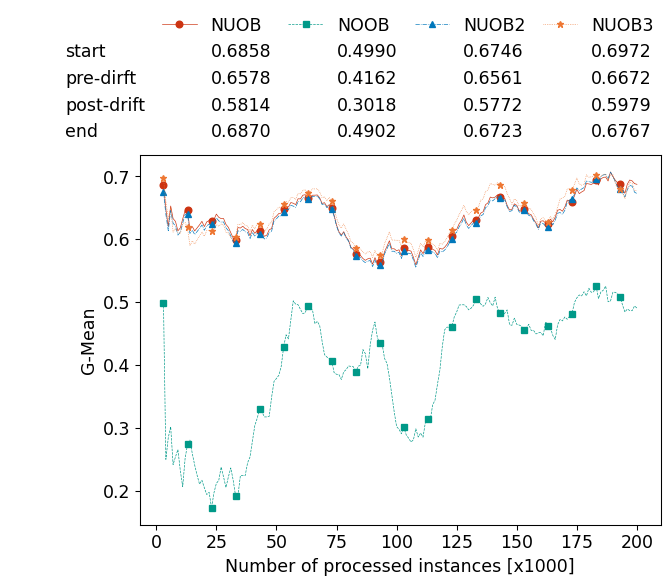 NUOB NOOB NUOB2 NUOB3
start 0.6858 0.4990 0.6746 0.6972
pre-dirft 0.6578 0.4162 0.6561 0.6672
post-drift 0.5814 0.3018 0.5772 0.5979
end 0.6870 0.4902 0.6723 0.6767
0.7
0.6
0.5
0.4
0.3
0.2
G-Mean
0 25 50 75 100 125 150 175 200
Number of processed instances [x1000]